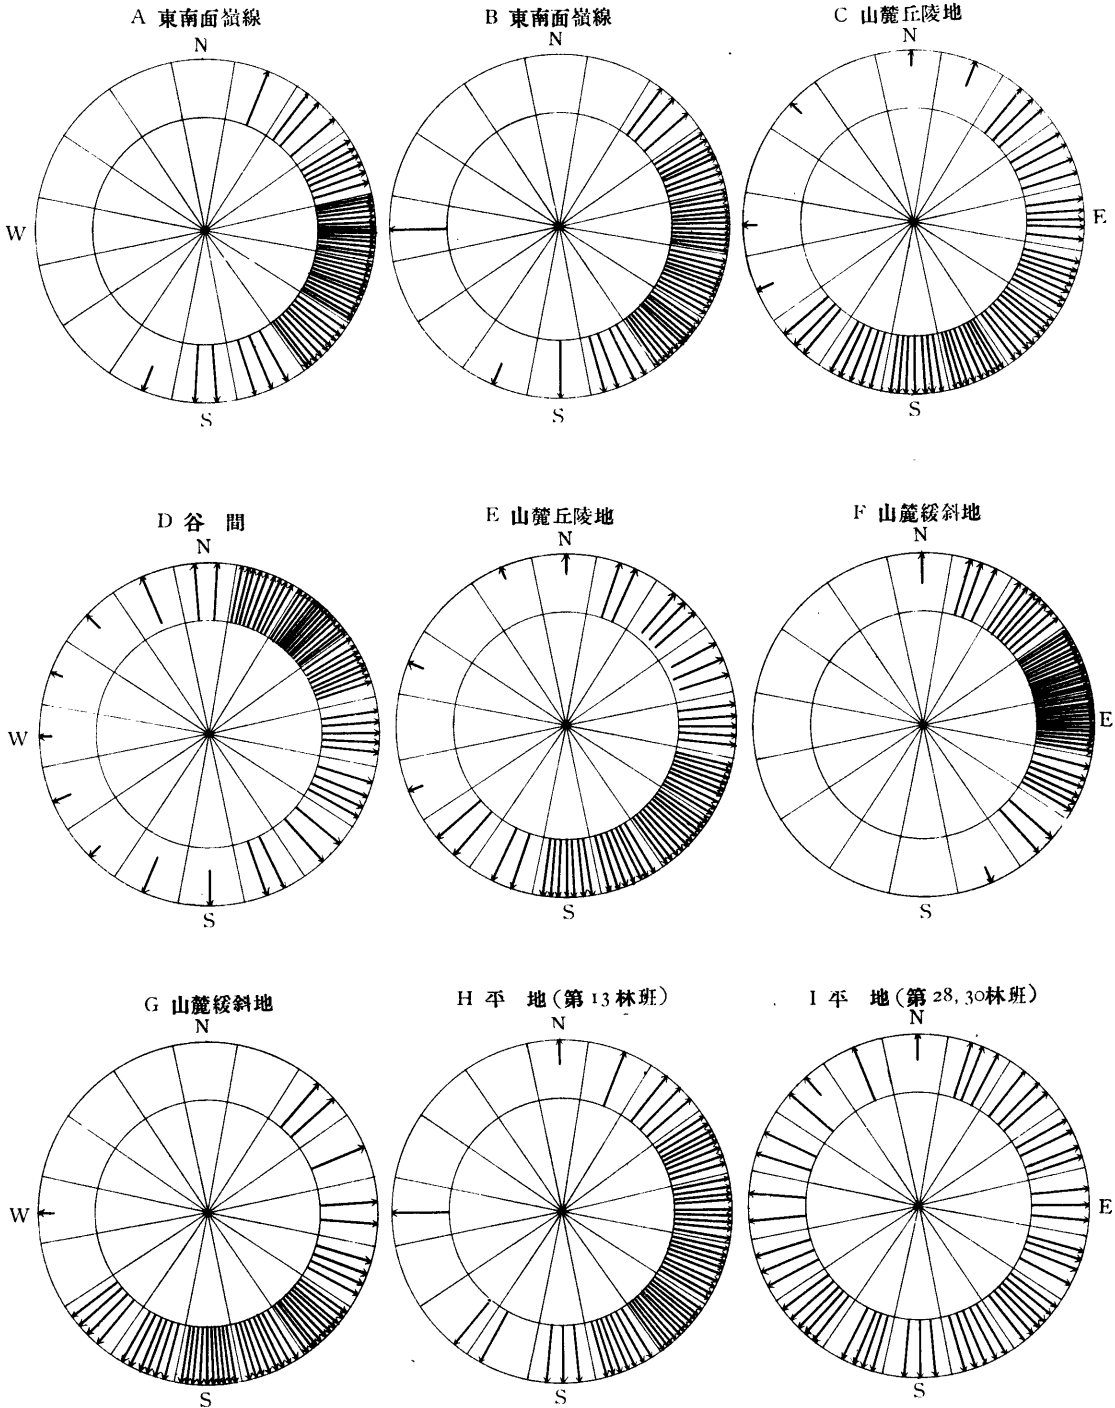 A 東南面嶺線
B 東南面嶺線
C 山麓丘陵地
N
N
N
W
E
S
S
S
D 谷 間
E 山麓丘陵地
F 山麓緩斜地
N
N
N
W
E
S
S
S
G 山麓緩斜地
H 平 地(第13林班)
I 平 地(第28,30林班)
N
N
N
W
E
S
S
S